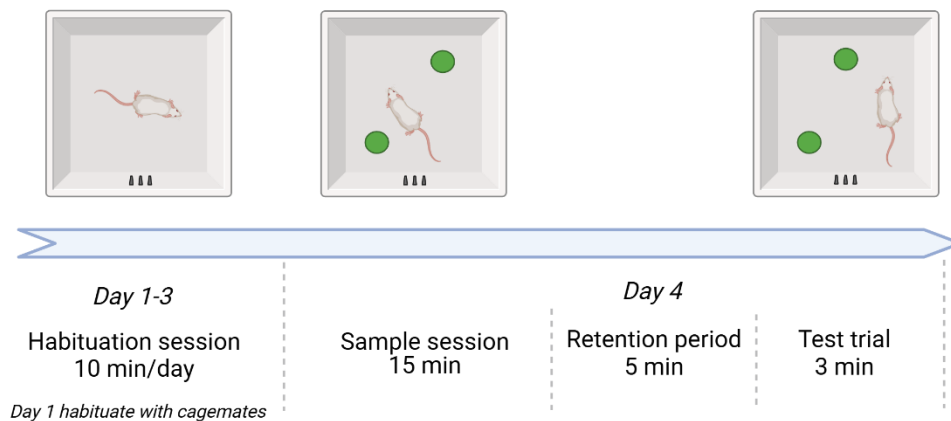 Day 1-3
Habituation session
10 min/day
Day 1 habituate with cagemates
Day 4
Sample session
15 min
Retention period
5 min
Test trial
3 min